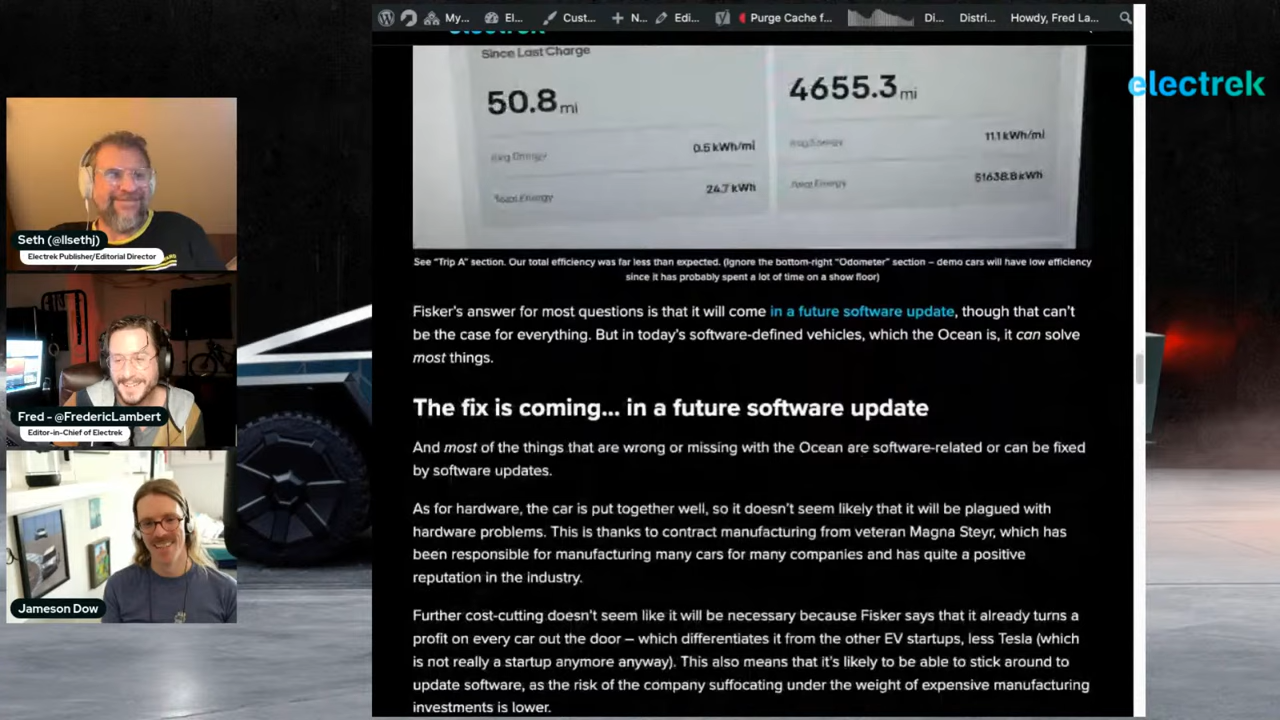 My...
El...
Cust...
N...
Edi...
Purge Cache f...
Di...
Distri...
Howdy, Fred La...
electrek
electrek
Since Last Charge
50.8 mi
Avg Energy 0.5 kWh/mi
Total Energy 24.7 kWh
4655.3 mi
Avg Energy 11.1 kWh/mi
Total Energy 51638.8 kWh
See "Trip A" section. Our total efficiency was far less than expected. (Ignore the bottom-right "Odometer" section – demo cars will have low efficiency
since it has probably spent a lot of time on a show floor)
Fisker's answer for most questions is that it will come in a future software update, though that can't
be the case for everything. But in today's software-defined vehicles, which the Ocean is, it can solve
most things.
The fix is coming... in a future software update
And most of the things that are wrong or missing with the Ocean are software-related or can be fixed
by software updates.
As for hardware, the car is put together well, so it doesn't seem likely that it will be plagued with
hardware problems. This is thanks to contract manufacturing from veteran Magna Steyr, which has
been responsible for manufacturing many cars for many companies and has quite a positive
reputation in the industry.
Further cost-cutting doesn't seem like it will be necessary because Fisker says that it already turns a
profit on every car out the door – which differentiates it from the other EV startups, less Tesla (which
is not really a startup anymore anyway). This also means that it's likely to be able to stick around to
update software, as the risk of the company suffocating under the weight of expensive manufacturing
investments is lower.
Seth (@llsethj)
Electrek Publisher/Editorial Director
Fred - @FredericLambert
Editor-in-Chief of Electrek
Jameson Dow